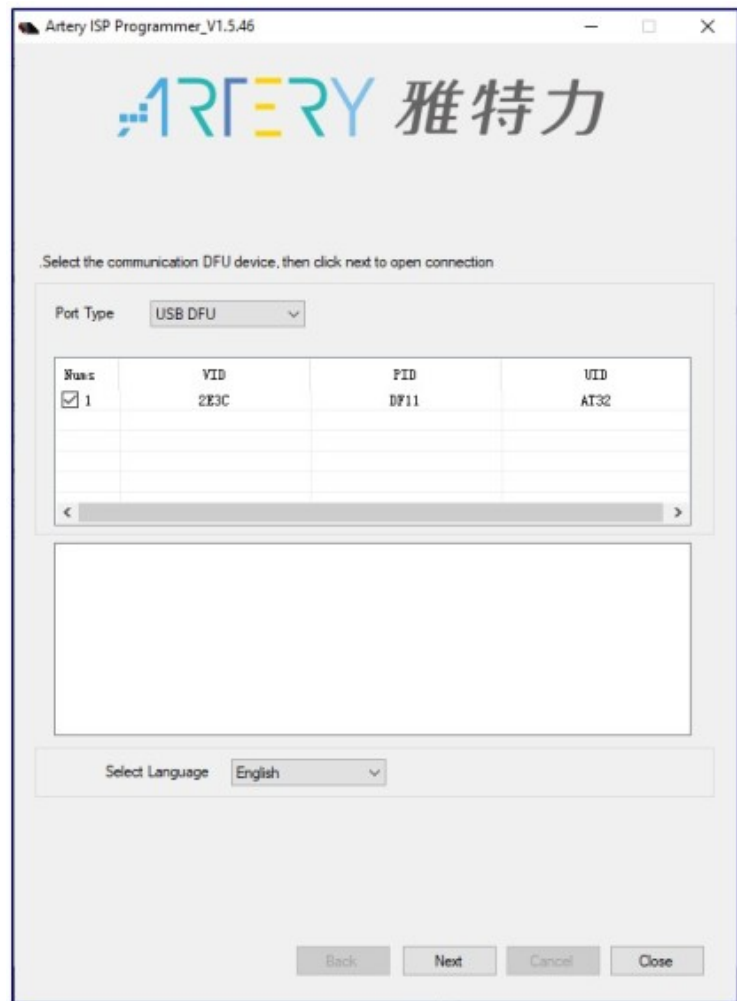 Artery ISP Programmer_V1.5.46
ARTERY 雅特力
.Select the communication DFU device, then click next to open connection
Port Type USB DFU
Nums VID PID UID
1 2E3C DF11 AT32
Select Language English
Back Next Cancel Close